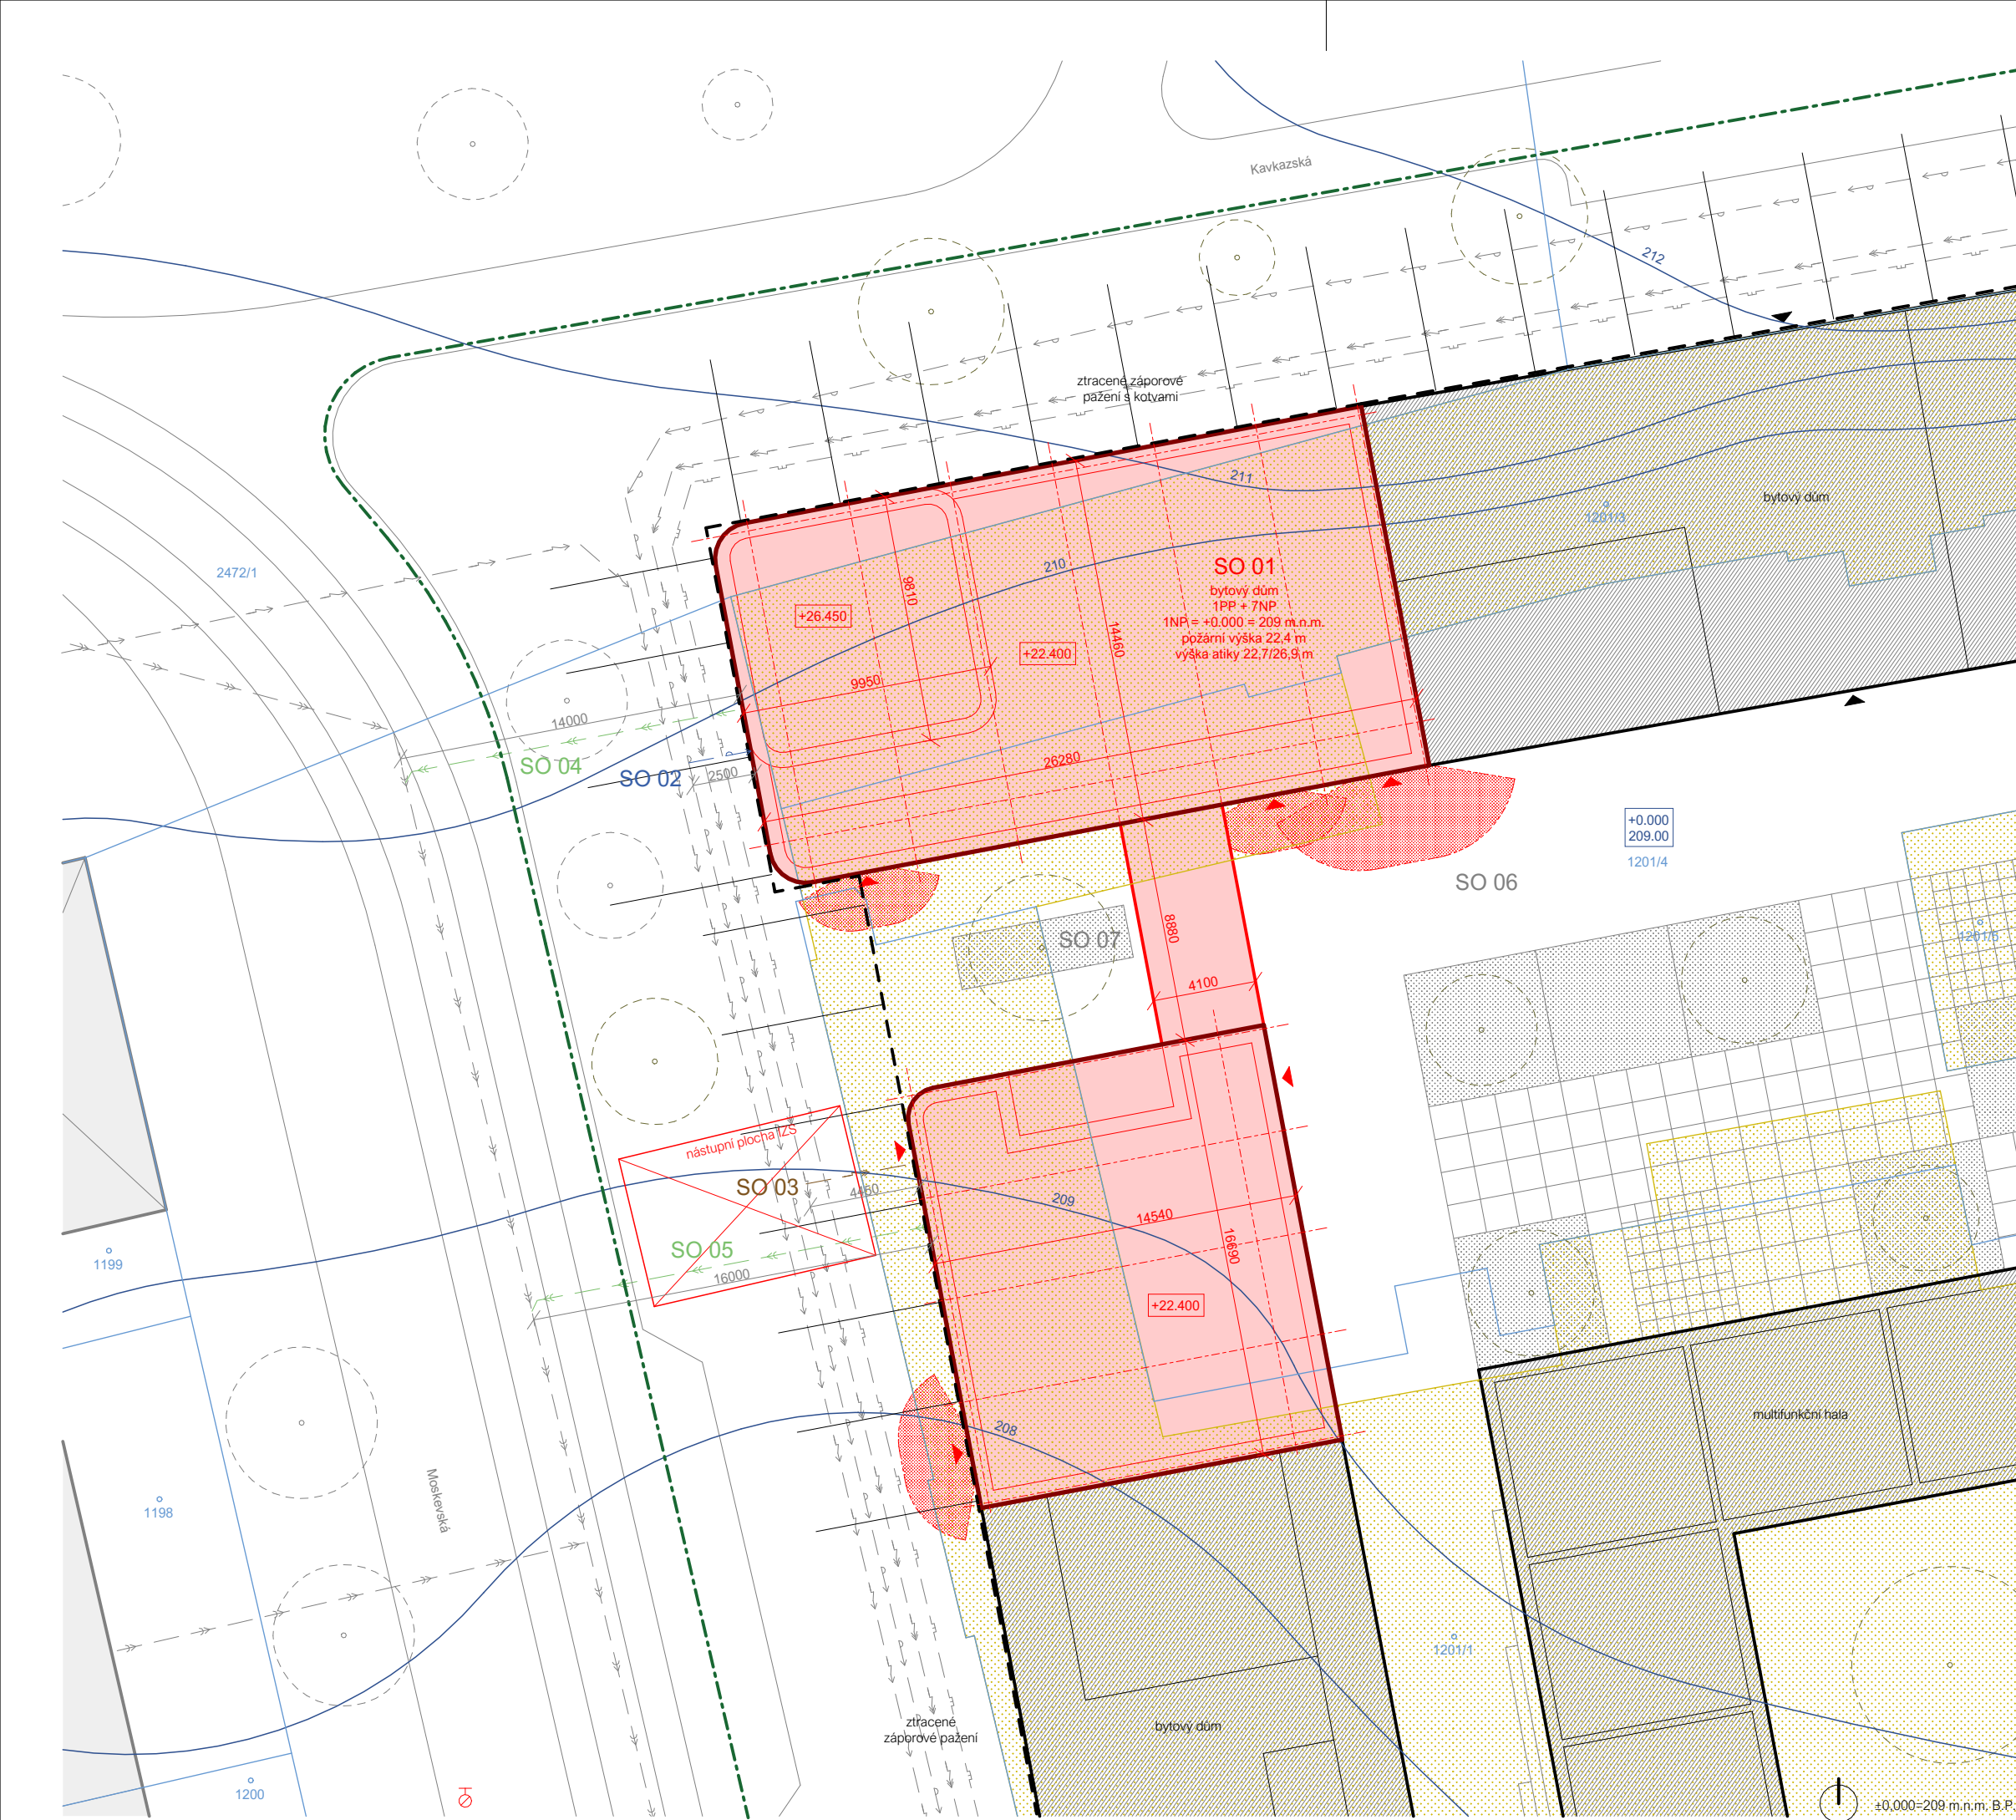 Kavkazská
212
ztracené záporové
pažení s kotvami
211
bytový dům
1201/3
210
SO 01
bytový dům
1PP + 7NP
1NP = +0.000 = 209 m.n.m.
požární výška 22,4 m
výška atiky 22,7/26,9 m
2472/1
9810
+26.450
14460
+22.400
9950
14000
SO 04
SO 02
2500
26280
+0.000
209.00
1201/4
SO 06
SO 07
8880
1201/5
4100
nástupní plocha IZS
SO 03
4450
209
14540
16690
SO 05
1199
16000
+22.400
multifunkční hala
208
Moskevská
1198
1201/1
ztracené
záporové pažení
bytový dům
1200
±0,000=209 m.n.m. B.P.